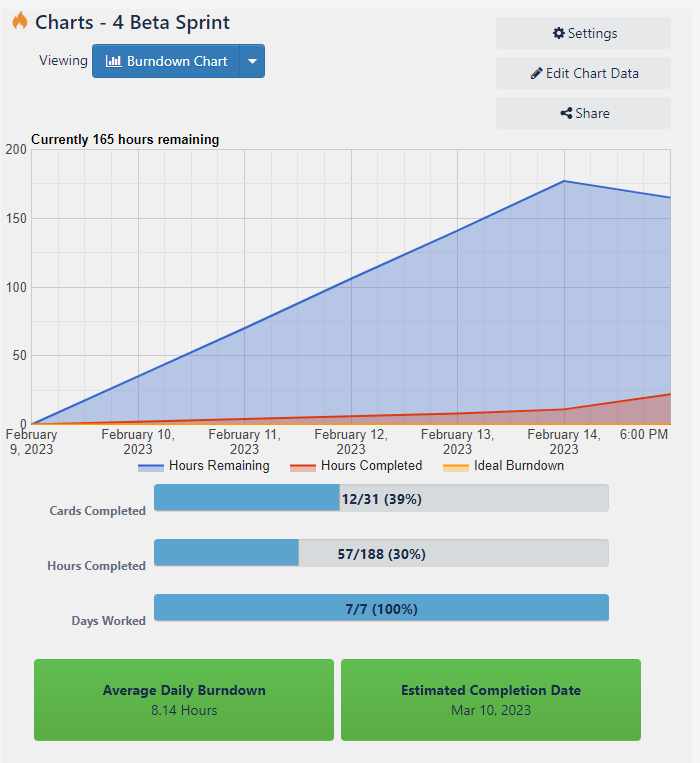 Charts - 4 Beta Sprint
Viewing
Burndown Chart
Settings
Edit Chart Data
Share
Currently 165 hours remaining
200
150
100
50
0
February
9, 2023
February 10,
2023
February 11,
2023
February 12,
2023
February 13,
2023
February 14,
2023
6:00 PM
Hours Remaining
Hours Completed
Ideal Burndown
Cards Completed
12/31 (39%)
Hours Completed
57/188 (30%)
Days Worked
7/7 (100%)
Average Daily Burndown
8.14 Hours
Estimated Completion Date
Mar 10, 2023